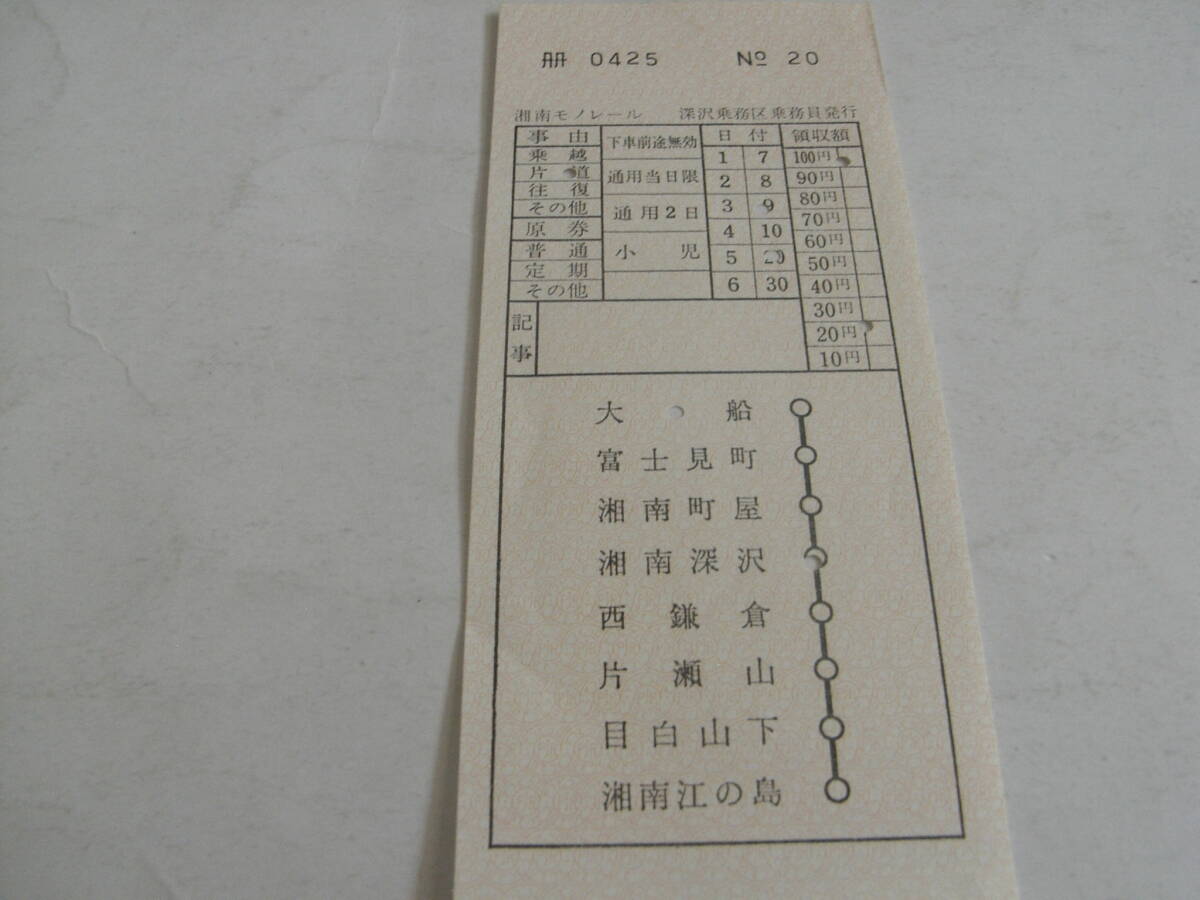 冊 0425 № 20
湘南モノレール 深沢乗務区乗務員発行
事由 下車前途無効 日付 領収額
乗越 1 7 100円
片道 通用当日限 2 8 90円
往復 80円
その他 通用2日 3 9 70円
原券 4 10 60円
普通 小児 5 20 50円
定期 40円
その他 6 30 30円
記事 20円
10円
大船
富士見町
湘南町屋
湘南深沢
西鎌倉
片瀬山
目白山下
湘南江の島